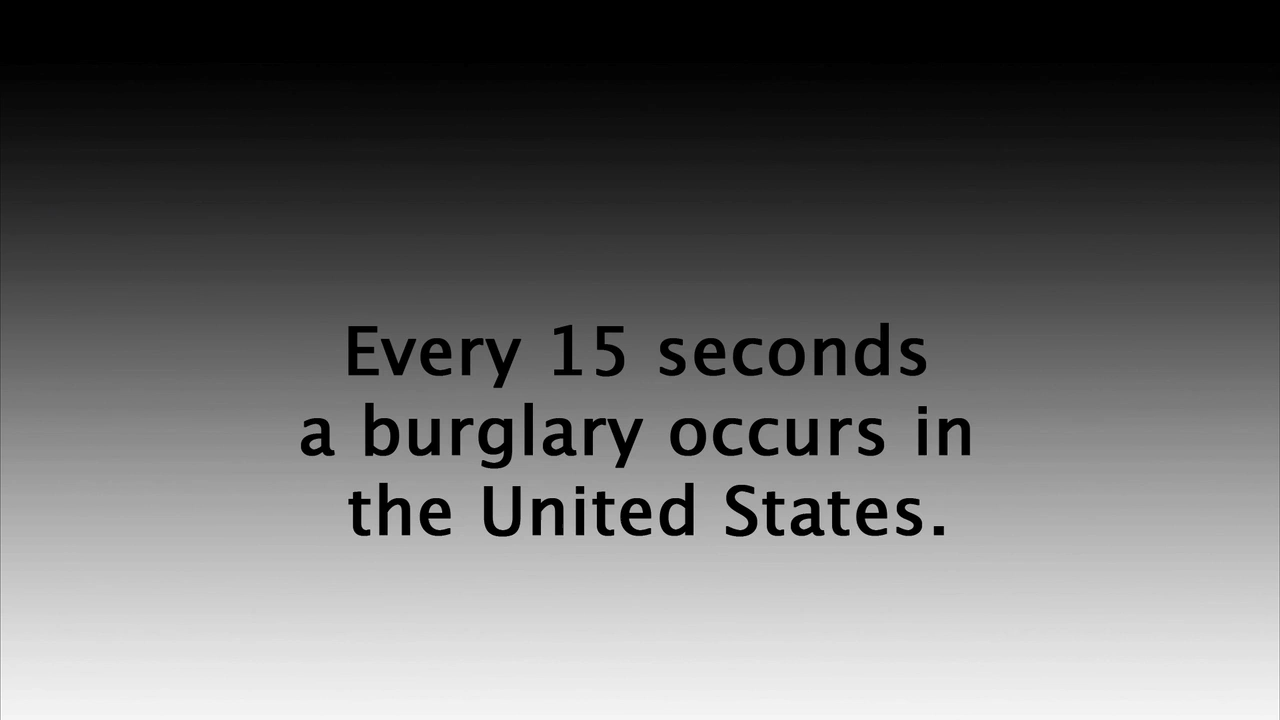 Every 15 seconds
a burglary occurs in
the United States.